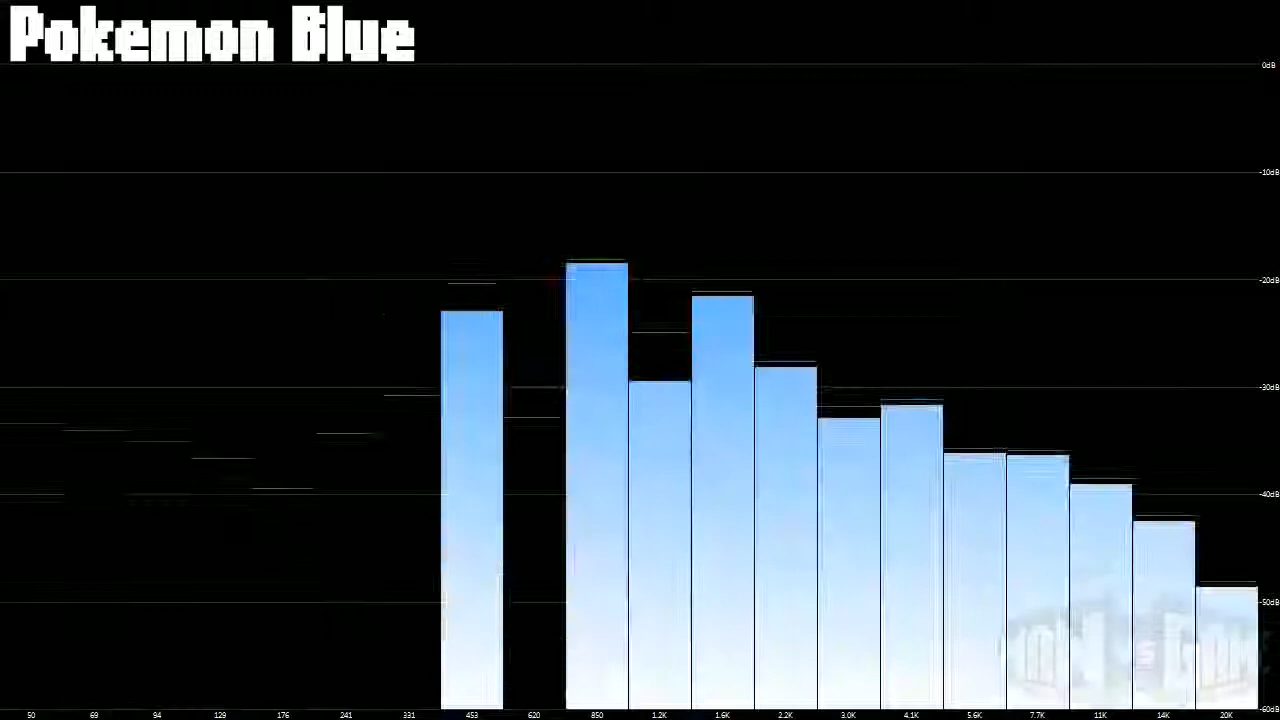 Pokemon Blue
0dB
-10dB
-20dB
-30dB
-40dB
-50dB
-60dB
50 69 94 129 176 241 331 453 620 850 1.2K 1.6K 2.2K 3.0K 4.1K 5.6K 7.7K 11K 14K 20K